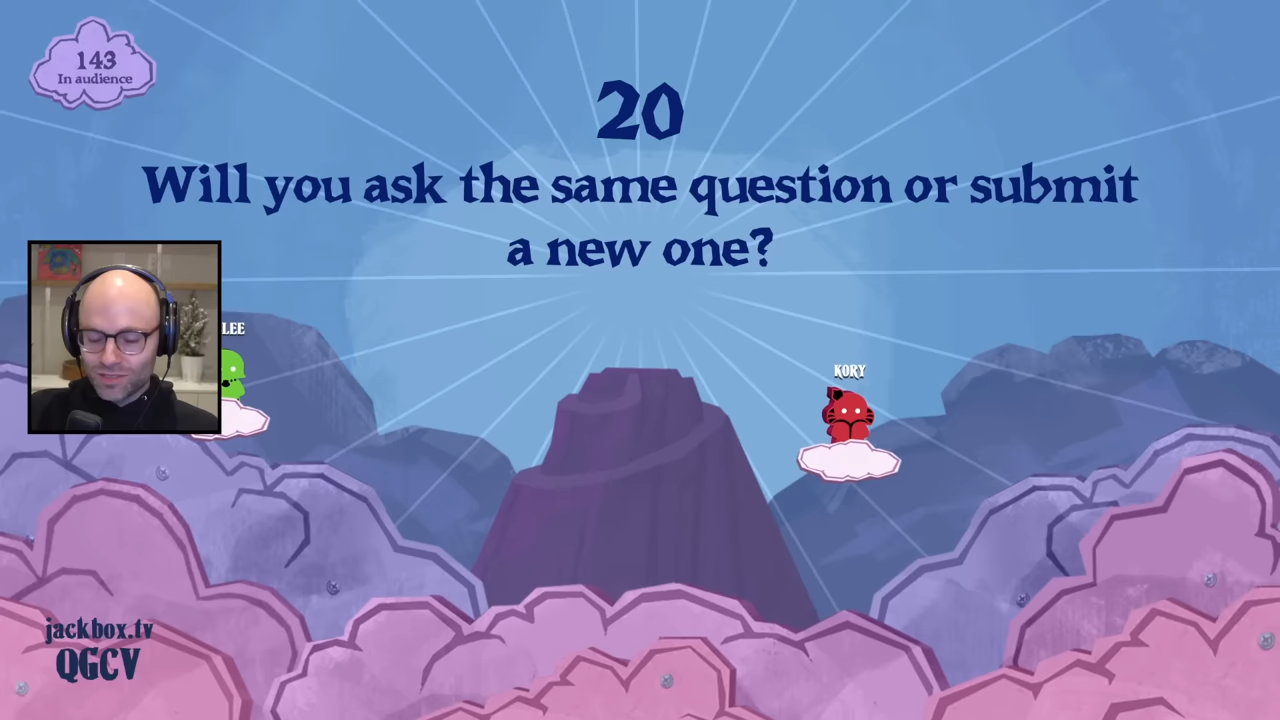 143
In audience
20
Will you ask the same question or submit
a new one?
LEE
KORY
jackbox.tv
QGCV